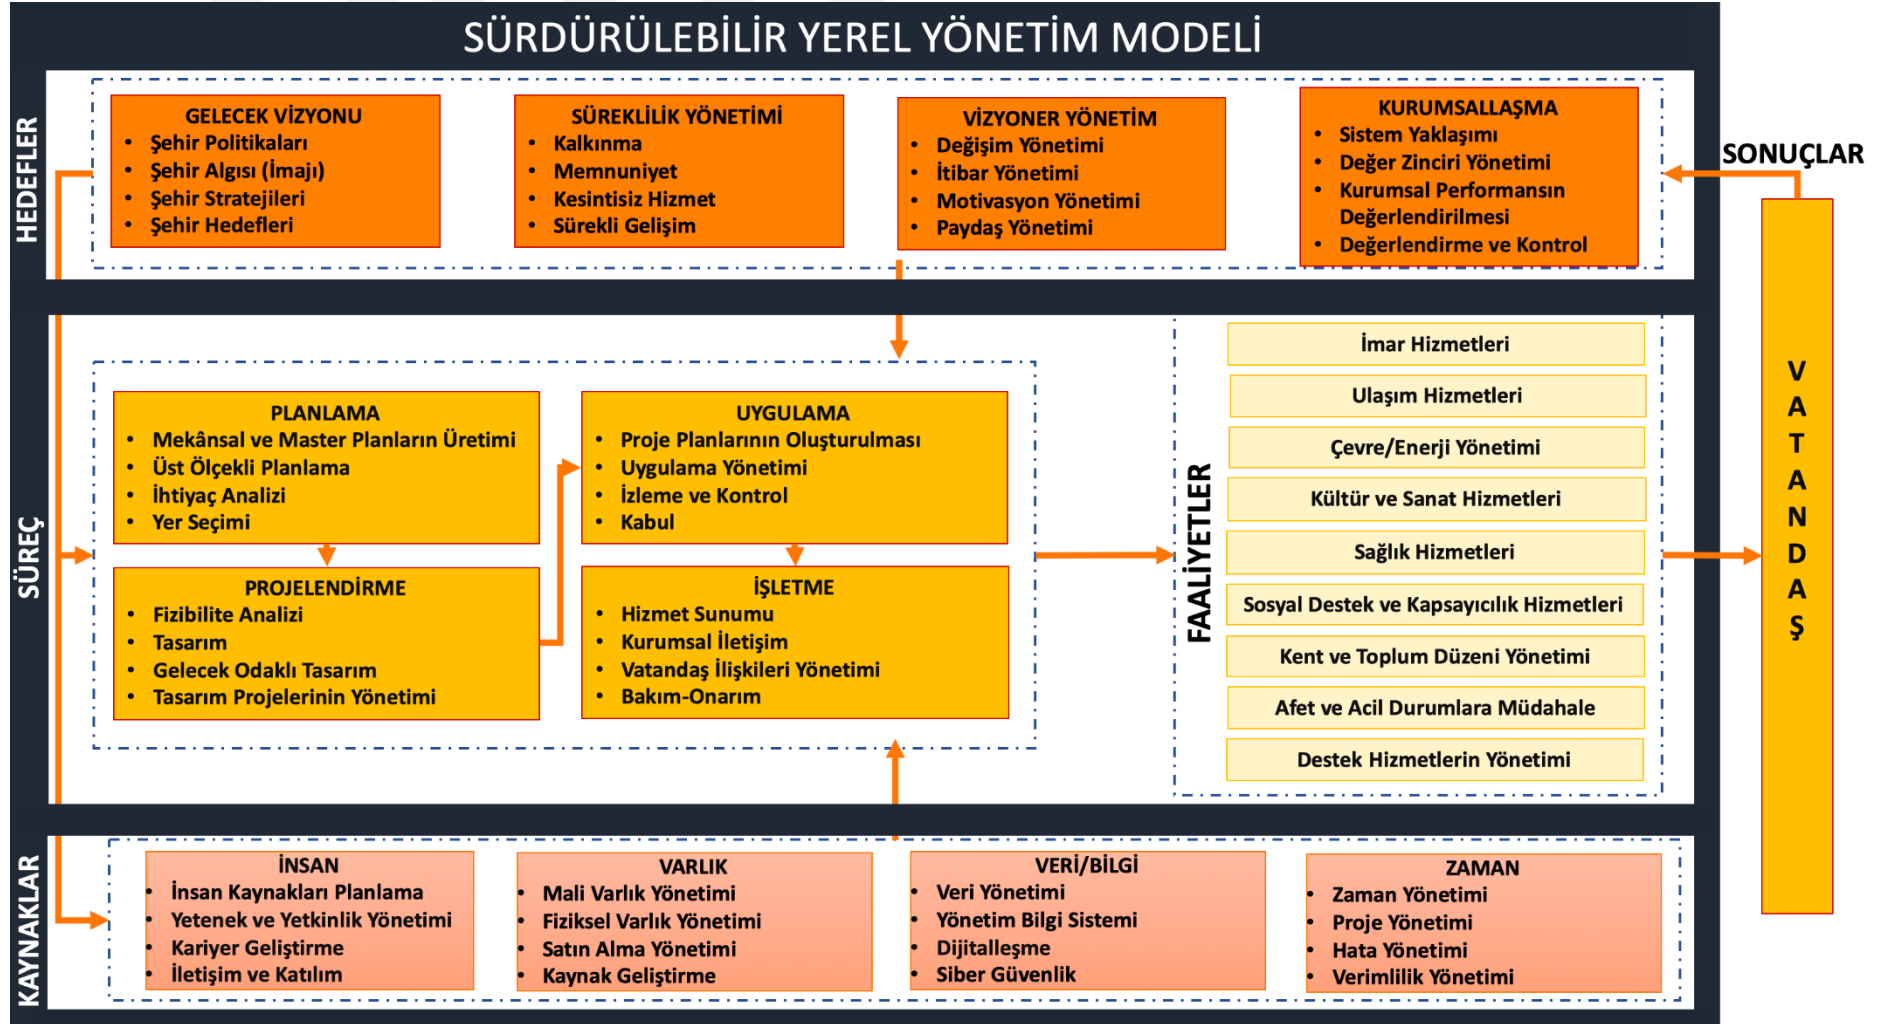 SÜRDÜRÜLEBİLİR YEREL YÖNETİM MODELİ
HEDEFLER
GELECEK VİZYONU
• Şehir Politikaları
• Şehir Algısı (İmajı)
• Şehir Stratejileri
• Şehir Hedefleri
SÜREKLİLİK YÖNETİMİ
• Kalkınma
• Memnuniyet
• Kesintisiz Hizmet
• Sürekli Gelişim
VİZYONER YÖNETİM
• Değişim Yönetimi
• İtibar Yönetimi
• Motivasyon Yönetimi
• Paydaş Yönetimi
KURUMSALLAŞMA
• Sistem Yaklaşımı
• Değer Zinciri Yönetimi
• Kurumsal Performansın
Değerlendirilmesi
• Değerlendirme ve Kontrol
SONUÇLAR
SÜREÇ
PLANLAMA
• Mekânsal ve Master Planların Üretimi
• Üst Ölçekli Planlama
• İhtiyaç Analizi
• Yer Seçimi
PROJELENDİRME
• Fizibilite Analizi
• Tasarım
• Gelecek Odaklı Tasarım
• Tasarım Projelerinin Yönetimi
UYGULAMA
• Proje Planlarının Oluşturulması
• Uygulama Yönetimi
• İzleme ve Kontrol
• Kabul
İŞLETME
• Hizmet Sunumu
• Kurumsal İletişim
• Vatandaş İlişkileri Yönetimi
• Bakım-Onarım
FAALİYETLER
İmar Hizmetleri
Ulaşım Hizmetleri
Çevre/Enerji Yönetimi
Kültür ve Sanat Hizmetleri
Sağlık Hizmetleri
Sosyal Destek ve Kapsayıcılık Hizmetleri
Kent ve Toplum Düzeni Yönetimi
Afet ve Acil Durumlara Müdahale
Destek Hizmetlerin Yönetimi
VATANDAŞ
KAYNAKLAR
İNSAN
• İnsan Kaynakları Planlama
• Yetenek ve Yetkinlik Yönetimi
• Kariyer Geliştirme
• İletişim ve Katılım
VARLIK
• Mali Varlık Yönetimi
• Fiziksel Varlık Yönetimi
• Satın Alma Yönetimi
• Kaynak Geliştirme
VERİ/BİLGİ
• Veri Yönetimi
• Yönetim Bilgi Sistemi
• Dijitalleşme
• Siber Güvenlik
ZAMAN
• Zaman Yönetimi
• Proje Yönetimi
• Hata Yönetimi
• Verimlilik Yönetimi